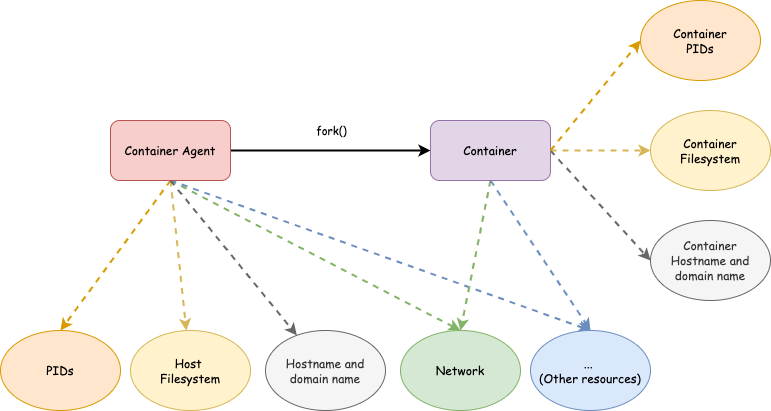 Container
PIDs
fork()
Container Agent
Container
Container
Filesystem
Container
Hostname and
domain name
PIDs
Host
Filesystem
Hostname and
domain name
Network
...
(Other resources)